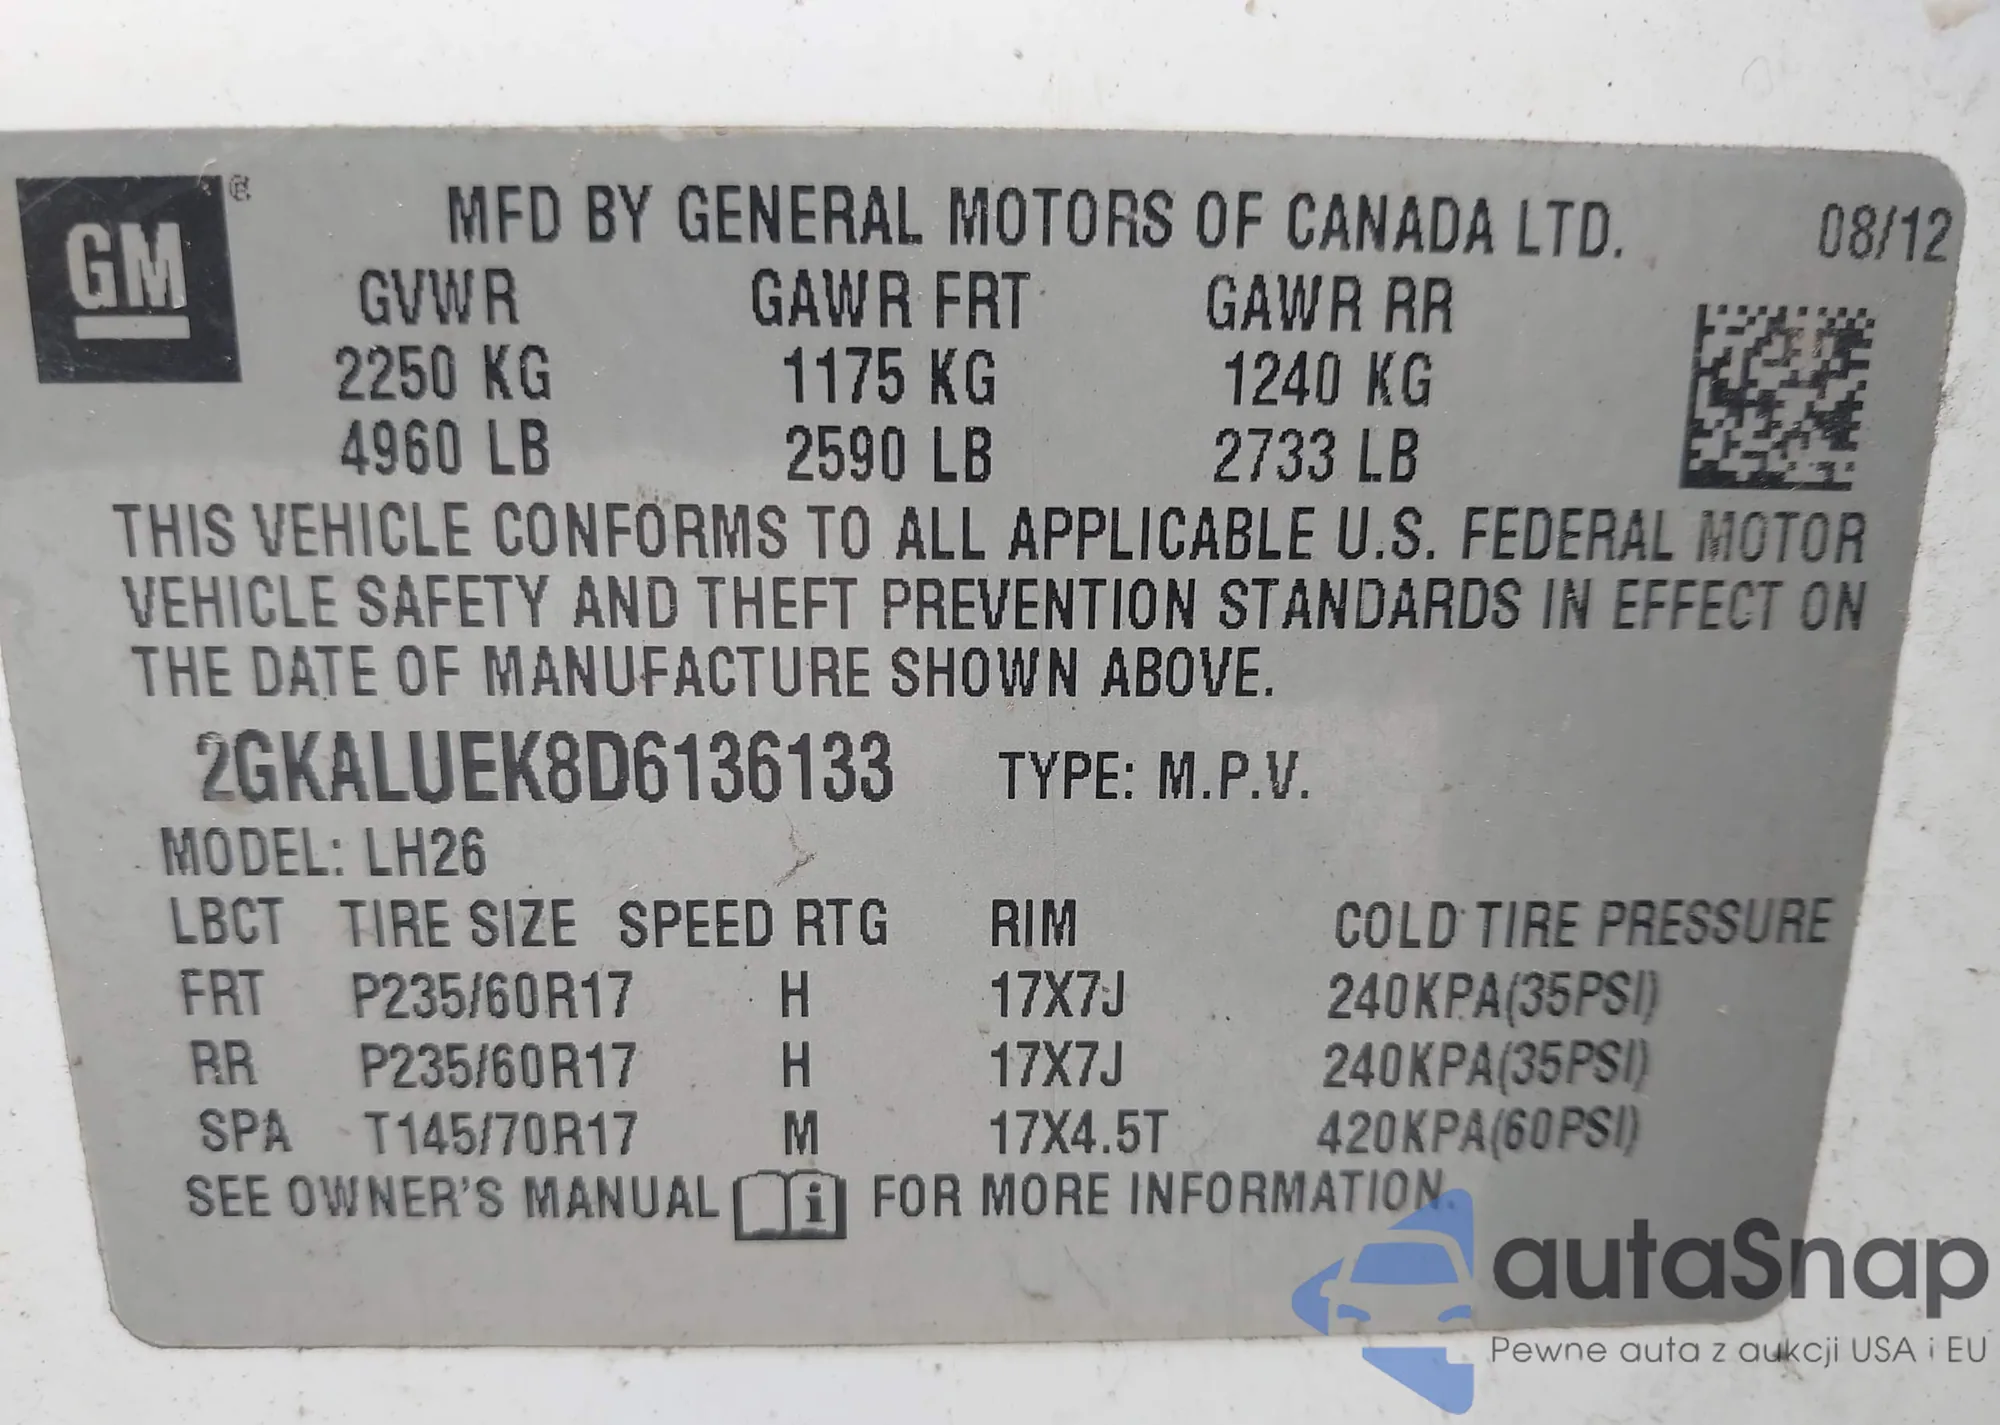 GM ®
MFD BY GENERAL MOTORS OF CANADA LTD. 08/12
GVWR GAWR FRT GAWR RR
2250 KG 1175 KG 1240 KG
4960 LB 2590 LB 2733 LB
THIS VEHICLE CONFORMS TO ALL APPLICABLE U.S. FEDERAL MOTOR
VEHICLE SAFETY AND THEFT PREVENTION STANDARDS IN EFFECT ON
THE DATE OF MANUFACTURE SHOWN ABOVE.
2GKALUEK8D6136133 TYPE: M.P.V.
MODEL: LH26
LBCT TIRE SIZE SPEED RTG RIM COLD TIRE PRESSURE
FRT P235/60R17 H 17X7J 240KPA(35PSI)
RR P235/60R17 H 17X7J 240KPA(35PSI)
SPA T145/70R17 M 17X4.5T 420KPA(60PSI)
SEE OWNER'S MANUAL i FOR MORE INFORMATION.
autaSnap
Pewne auta z aukcji USA i EU